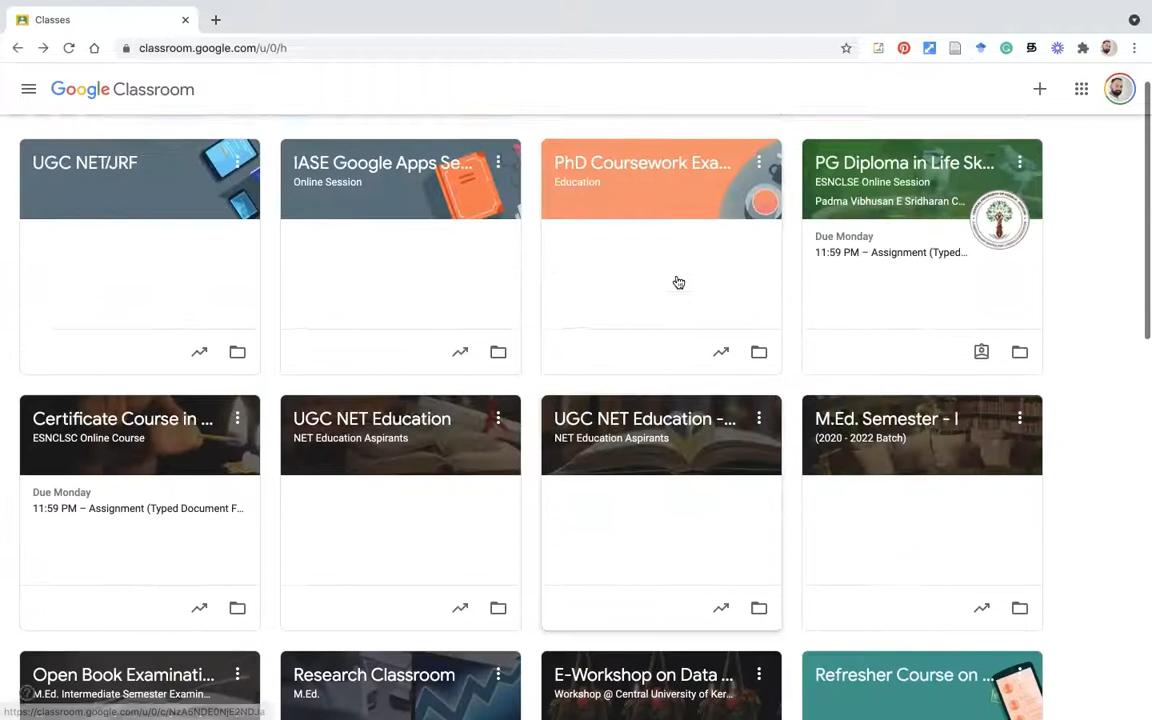 Classes
classroom.google.com/u/0/h
Google Classroom
UGC NET/JRF
IASE Google Apps Se...
Online Session
PhD Coursework Exa...
Education
PG Diploma in Life Sk...
ESNCLSE Online Session
Padma Vibhusan E Sridharan C...
Due Monday
11:59 PM – Assignment (Typed...
Certificate Course in ...
ESNCLSC Online Course
Due Monday
11:59 PM – Assignment (Typed Document F...
UGC NET Education
NET Education Aspirants
UGC NET Education -...
NET Education Aspirants
M.Ed. Semester - I
(2020 - 2022 Batch)
Open Book Examinati...
M.Ed. Intermediate Semester Examin...
Research Classroom
M.Ed.
E-Workshop on Data ...
Workshop @ Central University of Ker...
Refresher Course on ...